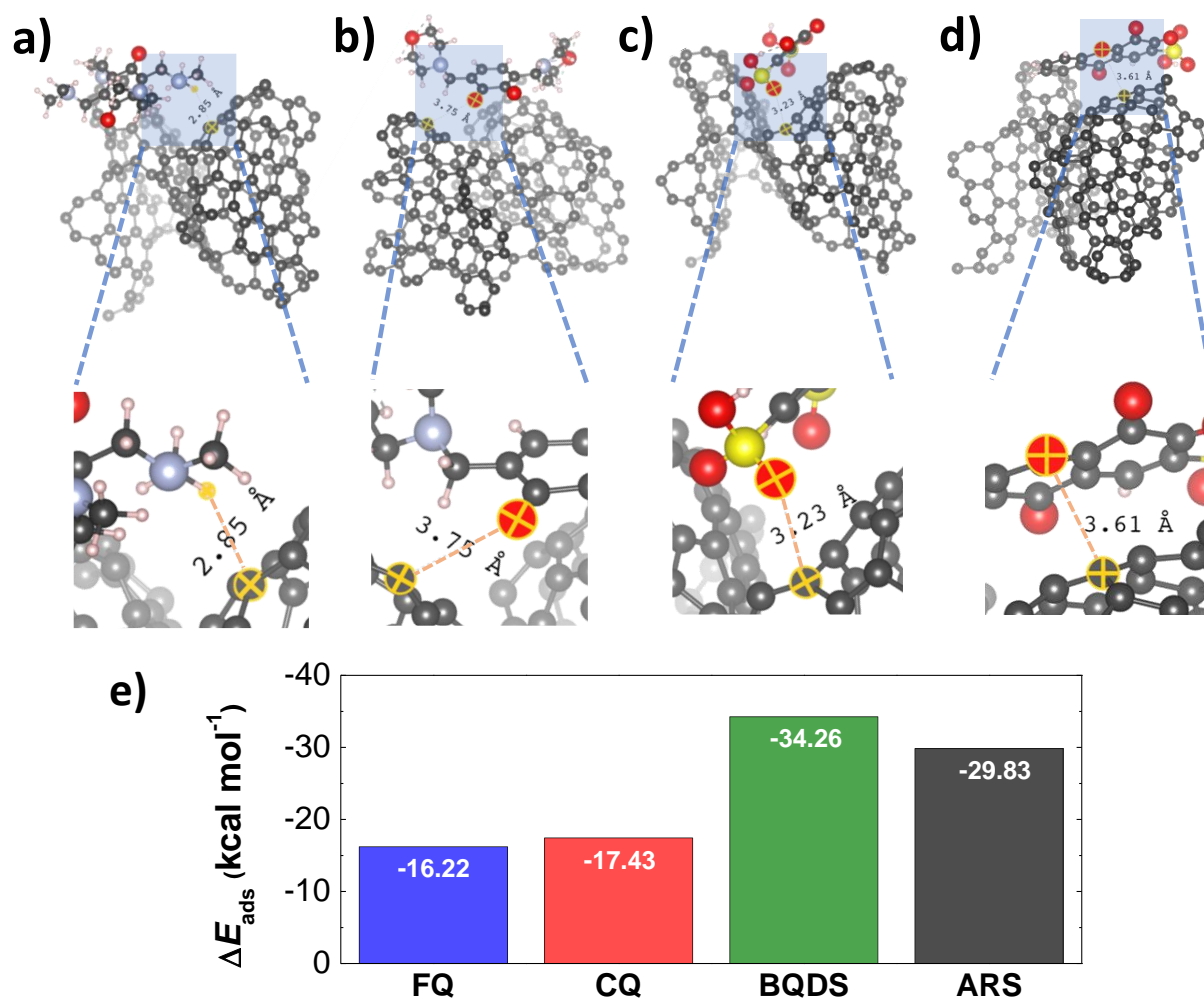 a)
b)
c)
d)
2.85 Å
3.75 Å
3.23 Å
3.61 Å
2.85 Å
3.75 Å
3.23 Å
3.61 Å
e)
ΔE_ads (kcal mol⁻¹)
-40
-30
-20
-10
0
-16.22
-17.43
-34.26
-29.83
FQ
CQ
BQDS
ARS